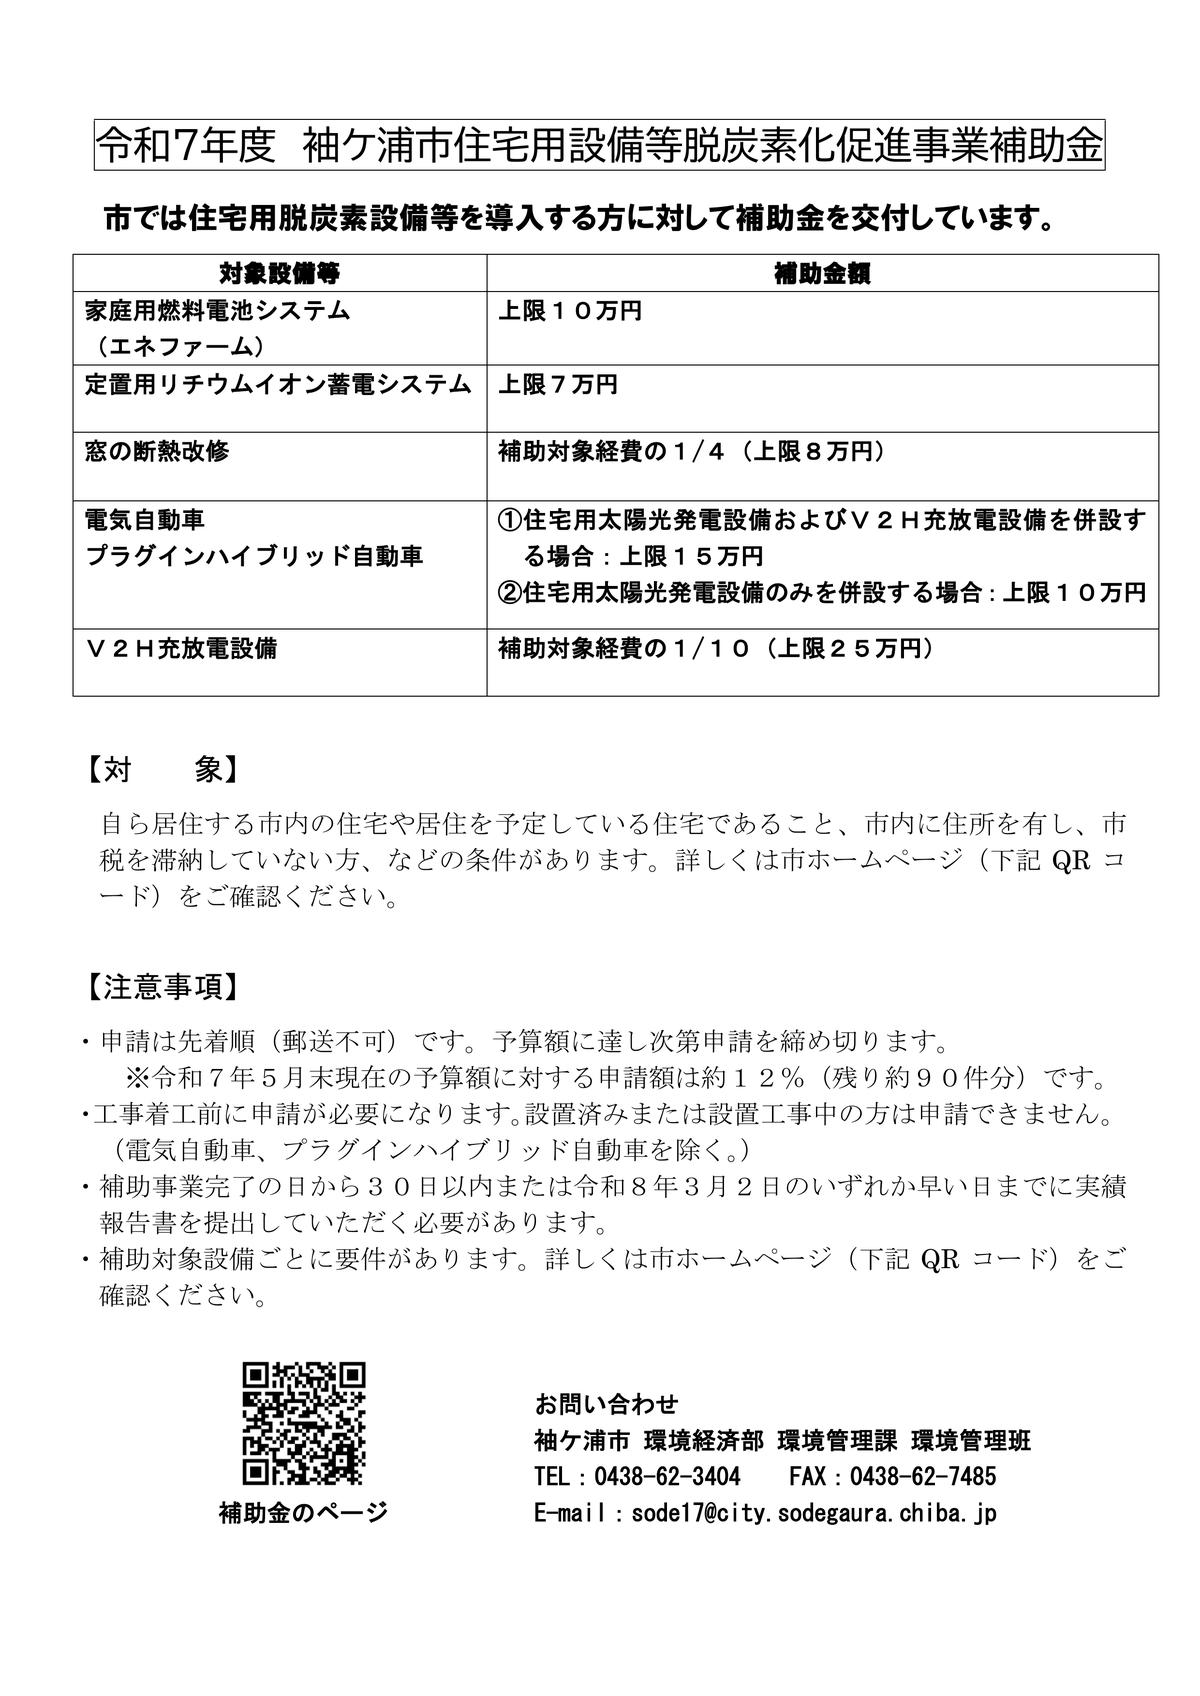 令和７年度　袖ケ浦市住宅用設備等脱炭素化促進事業補助金
市では住宅用脱炭素設備等を導入する方に対して補助金を交付しています。
対象設備等　補助金額
家庭用燃料電池システム　上限１０万円
（エネファーム）
定置用リチウムイオン蓄電システム　上限７万円
窓の断熱改修　補助対象経費の１/４（上限８万円）
電気自動車
プラグインハイブリッド自動車
①住宅用太陽光発電設備およびＶ２Ｈ充放電設備を併設す
る場合：上限１５万円
②住宅用太陽光発電設備のみを併設する場合：上限１０万円
Ｖ２Ｈ充放電設備　補助対象経費の１/１０（上限２５万円）
【対　　象】
自ら居住する市内の住宅や居住を予定している住宅であること、市内に住所を有し、市
税を滞納していない方、などの条件があります。詳しくは市ホームページ（下記 QR コ
ード）をご確認ください。
【注意事項】
・申請は先着順（郵送不可）です。予算額に達し次第申請を締め切ります。
※令和７年５月末現在の予算額に対する申請額は約１２％（残り約９０件分）です。
・工事着工前に申請が必要になります。設置済みまたは設置工事中の方は申請できません。
（電気自動車、プラグインハイブリッド自動車を除く。）
・補助事業完了の日から３０日以内または令和８年３月２日のいずれか早い日までに実績
報告書を提出していただく必要があります。
・補助対象設備ごとに要件があります。詳しくは市ホームページ（下記 QR コード）をご
確認ください。
補助金のページ
お問い合わせ
袖ケ浦市 環境経済部 環境管理課 環境管理班
TEL：0438-62-3404　　FAX：0438-62-7485
E-mail：sode17@city.sodegaura.chiba.jp